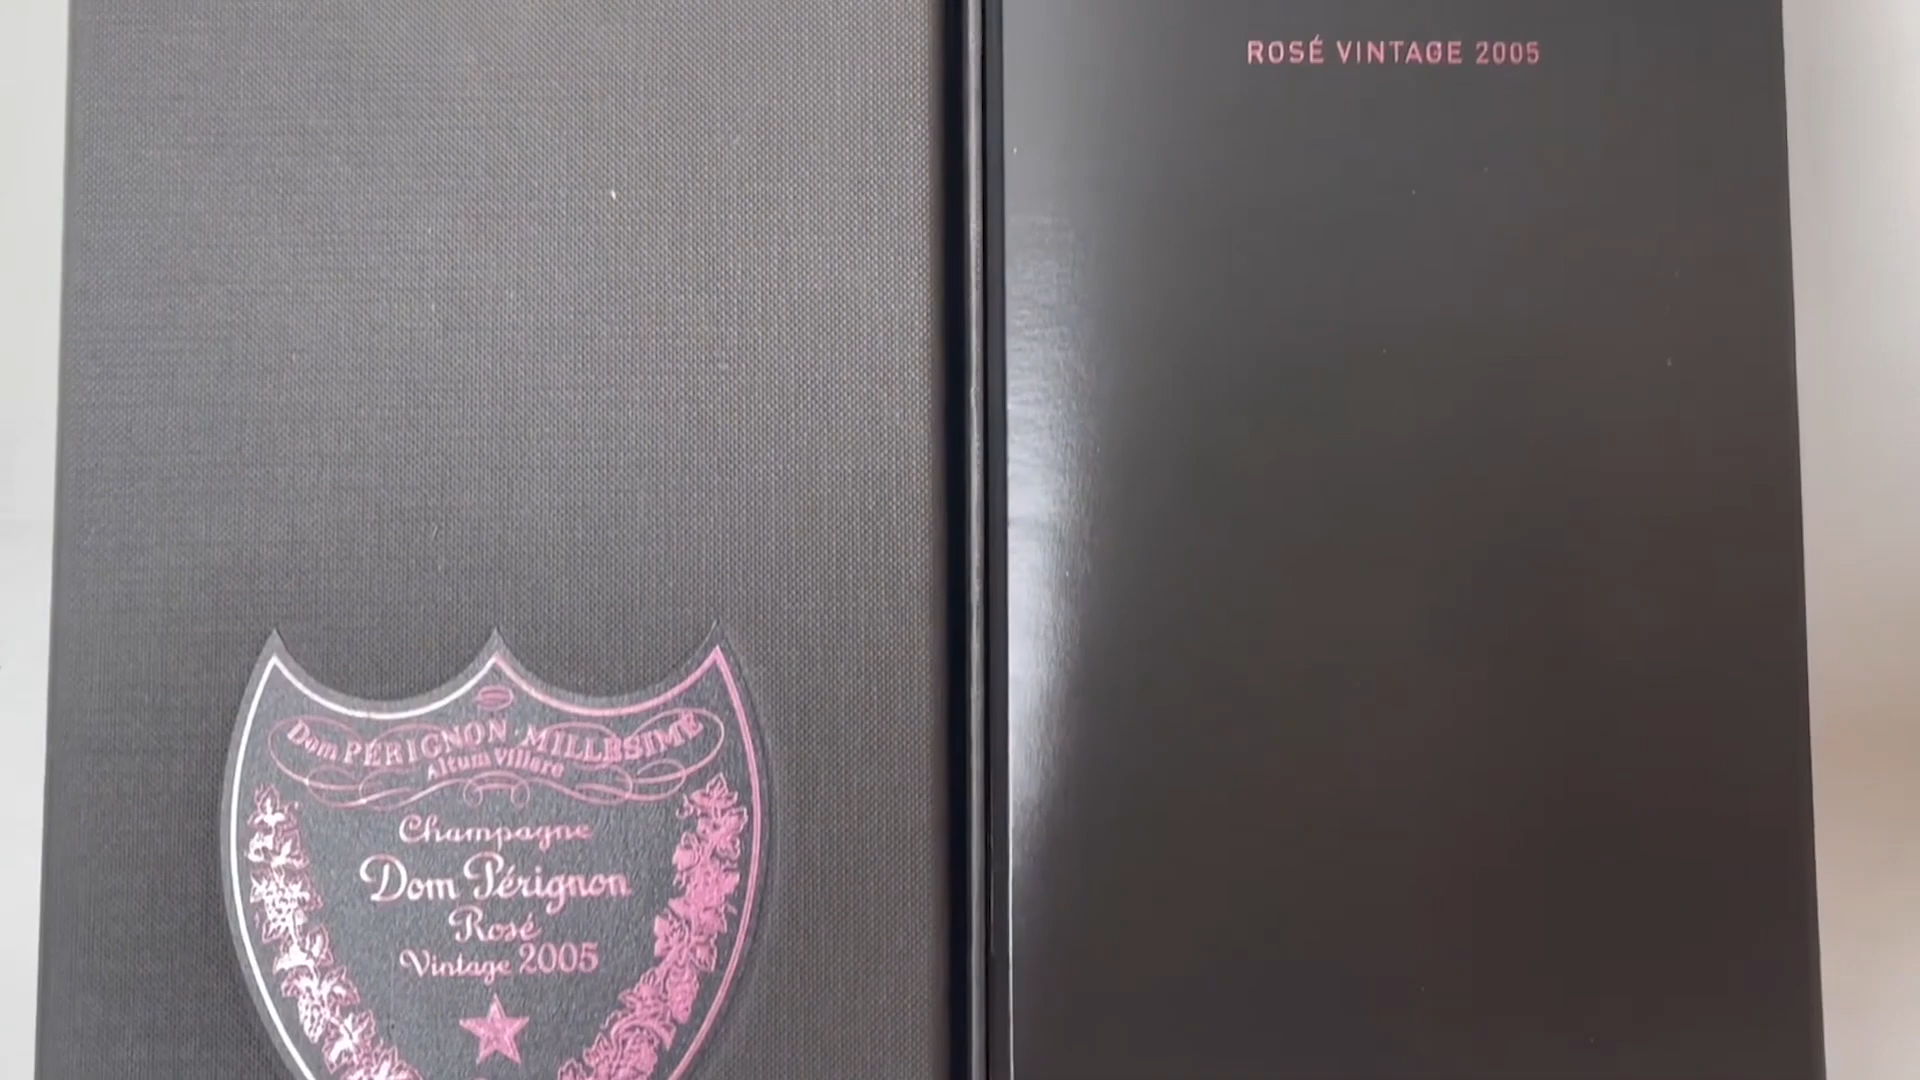 Dom PÉRIGNON · MILLESIME
Altum Villare
Champagne
Dom Pérignon
Rosé
Vintage 2005
ROSÉ VINTAGE 2005